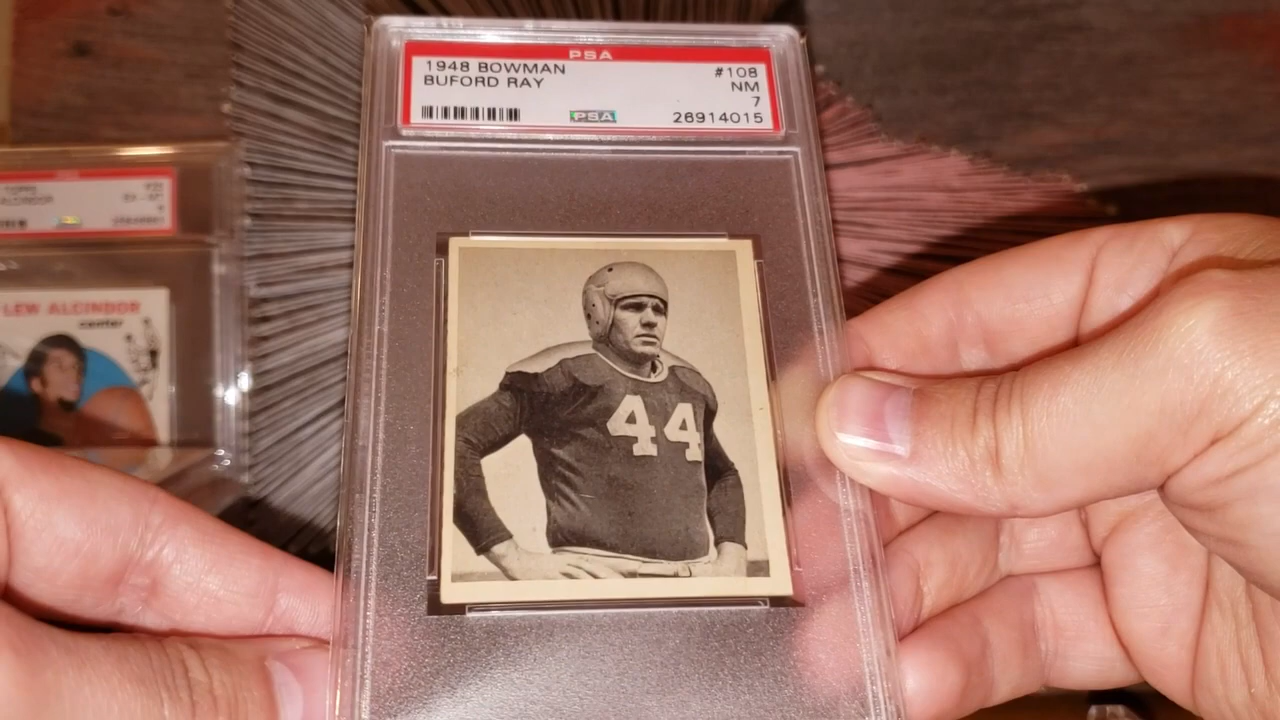 PSA
1948 BOWMAN #108
BUFORD RAY NM
7
PSA 26914015
44
LEW ALCINDOR
center